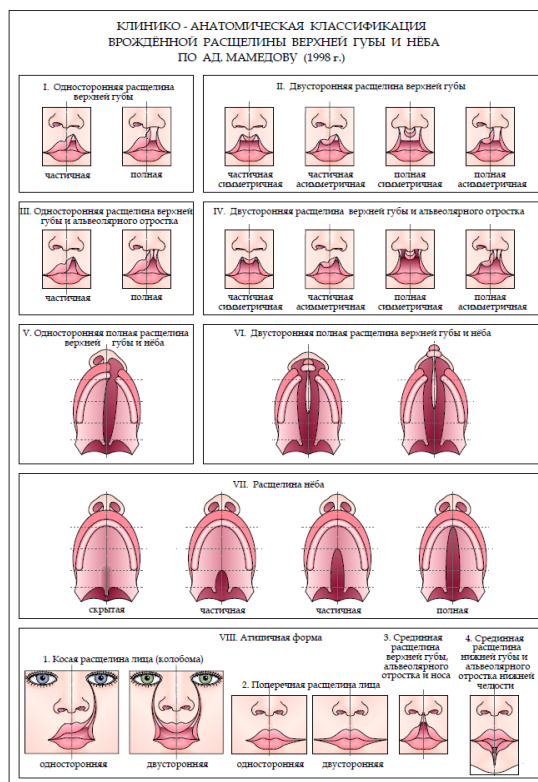 КЛИНИКО - АНАТОМИЧЕСКАЯ КЛАССИФИКАЦИЯ
ВРОЖДЁННОЙ РАСЩЕЛИНЫ ВЕРХНЕЙ ГУБЫ И НЁБА
ПО АД. МАМЕДОВУ (1998 г.)
I. Односторонняя расщелина
верхней губы
частичная
полная
II. Двусторонняя расщелина верхней губы
частичная
симметричная
частичная
асимметричная
полная
симметричная
полная
асимметричная
III. Односторонняя расщелина верхней
губы и альвеолярного отростка
частичная
полная
IV. Двусторонняя расщелина верхней губы и альвеолярного отростка
частичная
симметричная
частичная
асимметричная
полная
симметричная
полная
асимметричная
V. Односторонняя полная расщелина
верхней губы и нёба
VI. Двусторонняя полная расщелина верхней губы и нёба
VII. Расщелина нёба
скрытая
частичная
частичная
полная
VIII. Атипичная форма
1. Косая расщелина лица (колобома)
односторонняя
двусторонняя
2. Поперечная расщелина лица
односторонняя
двусторонняя
3. Срединная
расщелина
верхней губы,
альвеолярного
отростка и носа
4. Срединная
расщелина
нижней губы и
альвеолярного
отростка нижней
челюсти